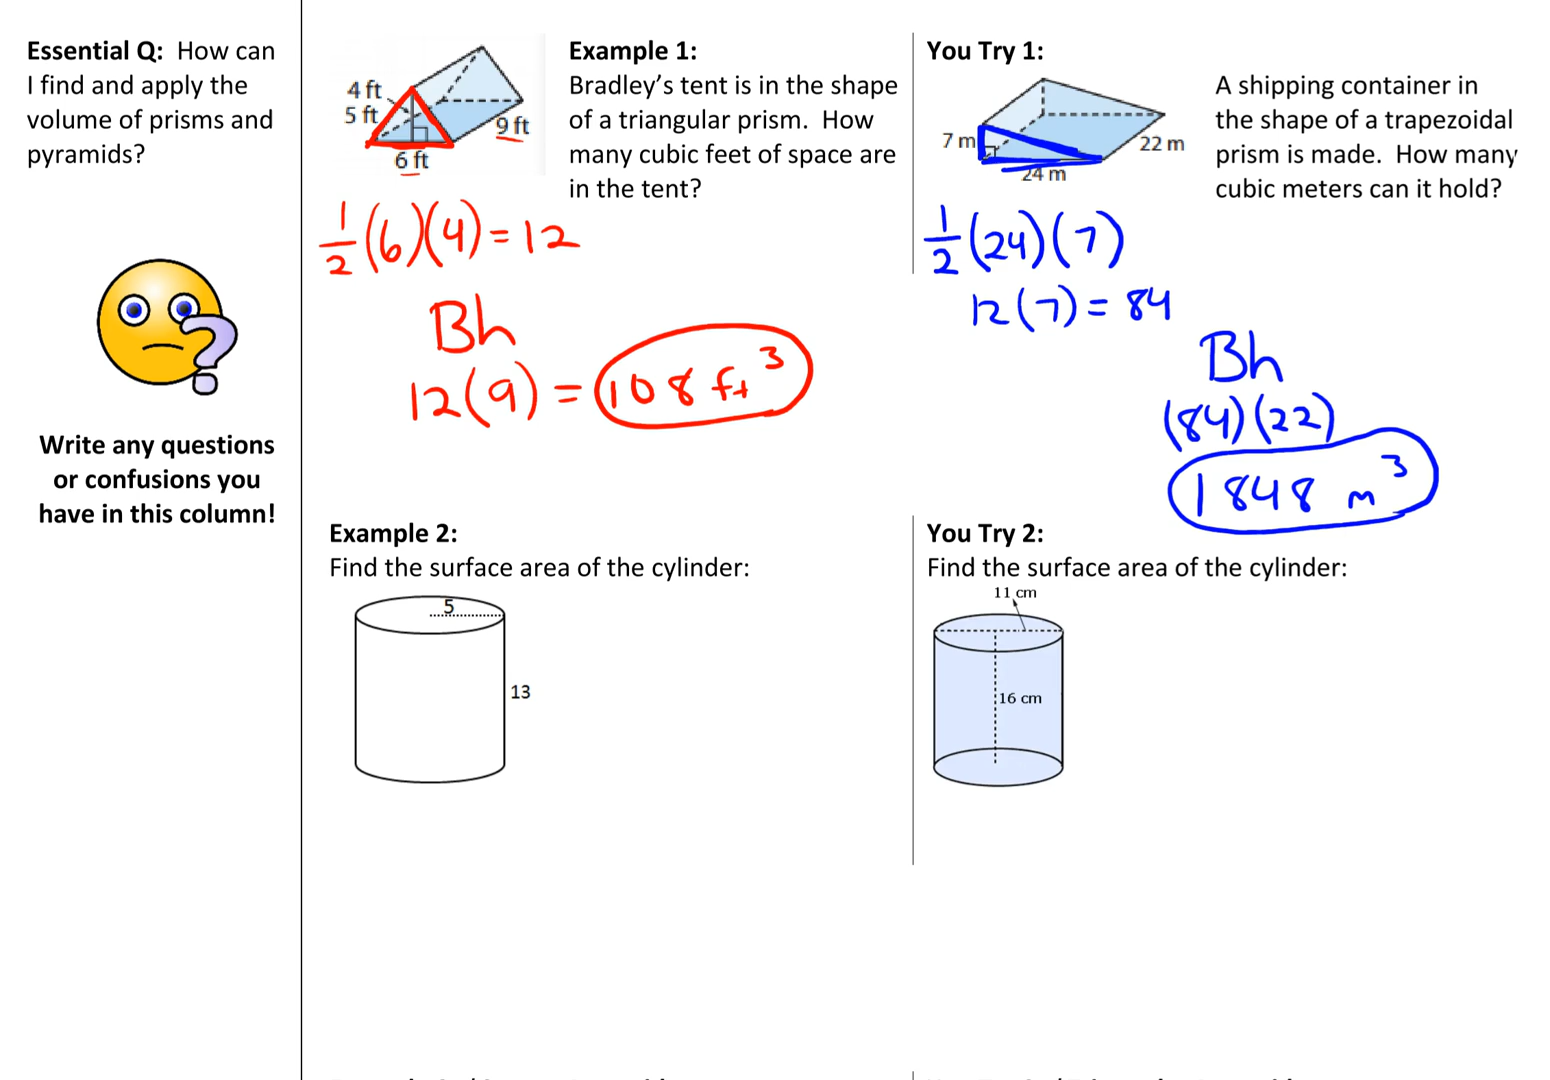 Essential Q: How can
I find and apply the
volume of prisms and
pyramids?
Write any questions
or confusions you
have in this column!
4 ft
5 ft
9 ft
6 ft
Example 1:
Bradley's tent is in the shape
of a triangular prism. How
many cubic feet of space are
in the tent?
1/2 (6)(4) = 12
Bh
12(9) = 108 ft³
You Try 1:
7 m
22 m
24 m
A shipping container in
the shape of a trapezoidal
prism is made. How many
cubic meters can it hold?
1/2 (24)(7)
12(7) = 84
Bh
(84)(22)
1848 m³
Example 2:
Find the surface area of the cylinder:
5
13
You Try 2:
Find the surface area of the cylinder:
11 cm
16 cm